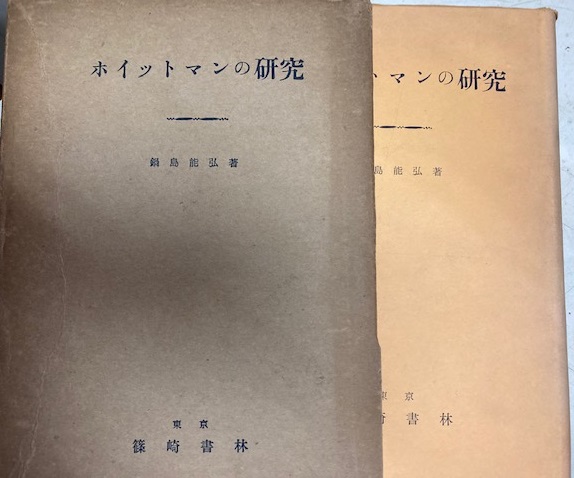 ホイットマンの研究
鍋島能弘著
東京
篠崎書林
トマンの研究
島能弘著
東京
崎書林